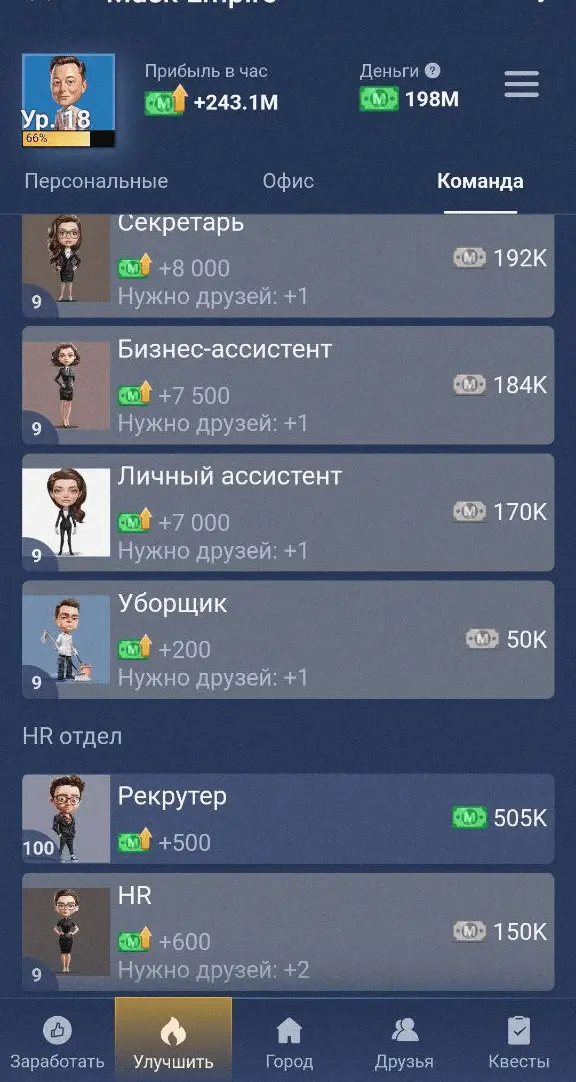 Musk Empire
Прибыль в час
+243.1M
Деньги ?
198M
Ур. 18
66%
Персональные
Офис
Команда
Секретарь
+8 000
192K
Нужно друзей: +1
9
Бизнес-ассистент
+7 500
184K
Нужно друзей: +1
9
Личный ассистент
+7 000
170K
Нужно друзей: +1
9
Уборщик
+200
50K
Нужно друзей: +1
9
HR отдел
Рекрутер
+500
505K
100
HR
+600
150K
Нужно друзей: +2
9
Заработать
Улучшить
Город
Друзья
Квесты